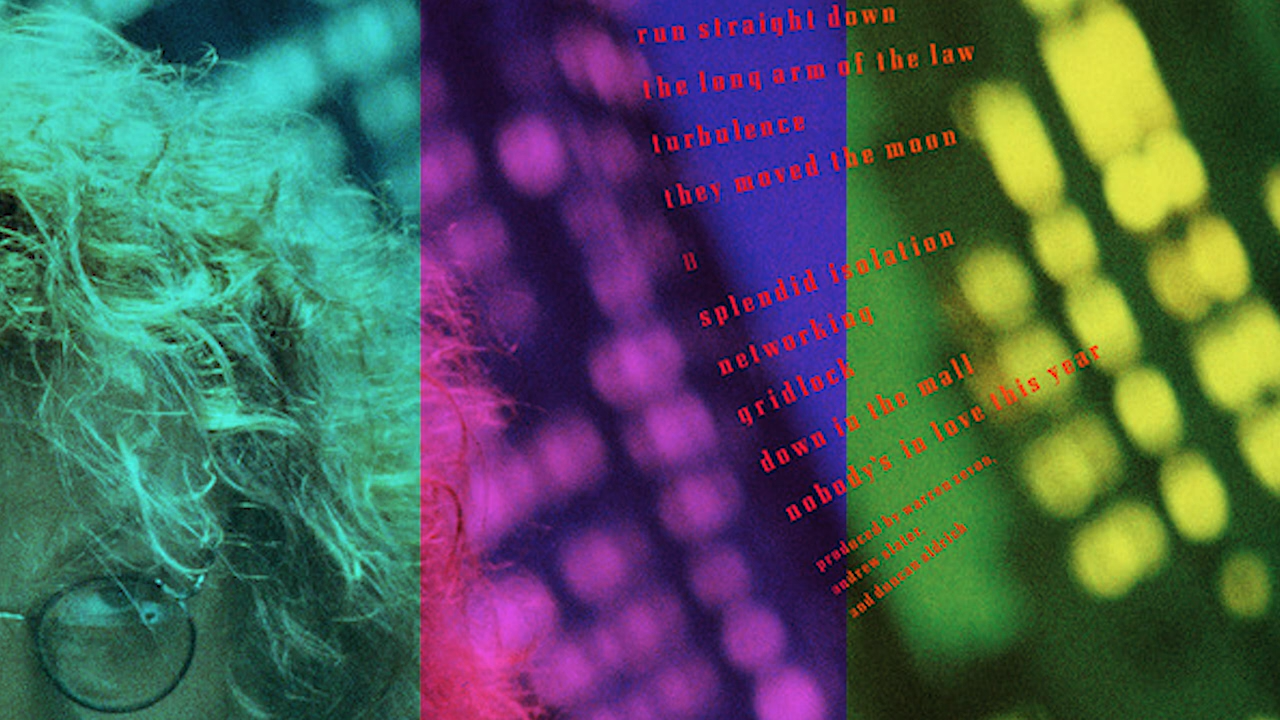 run straight down
the long arm of the law
turbulence
they moved the moon
B
splendid isolation
networking
gridlock
down in the mall
nobody's in love this year
produced by warren zevon,
andrew slater
and duncan aldrich